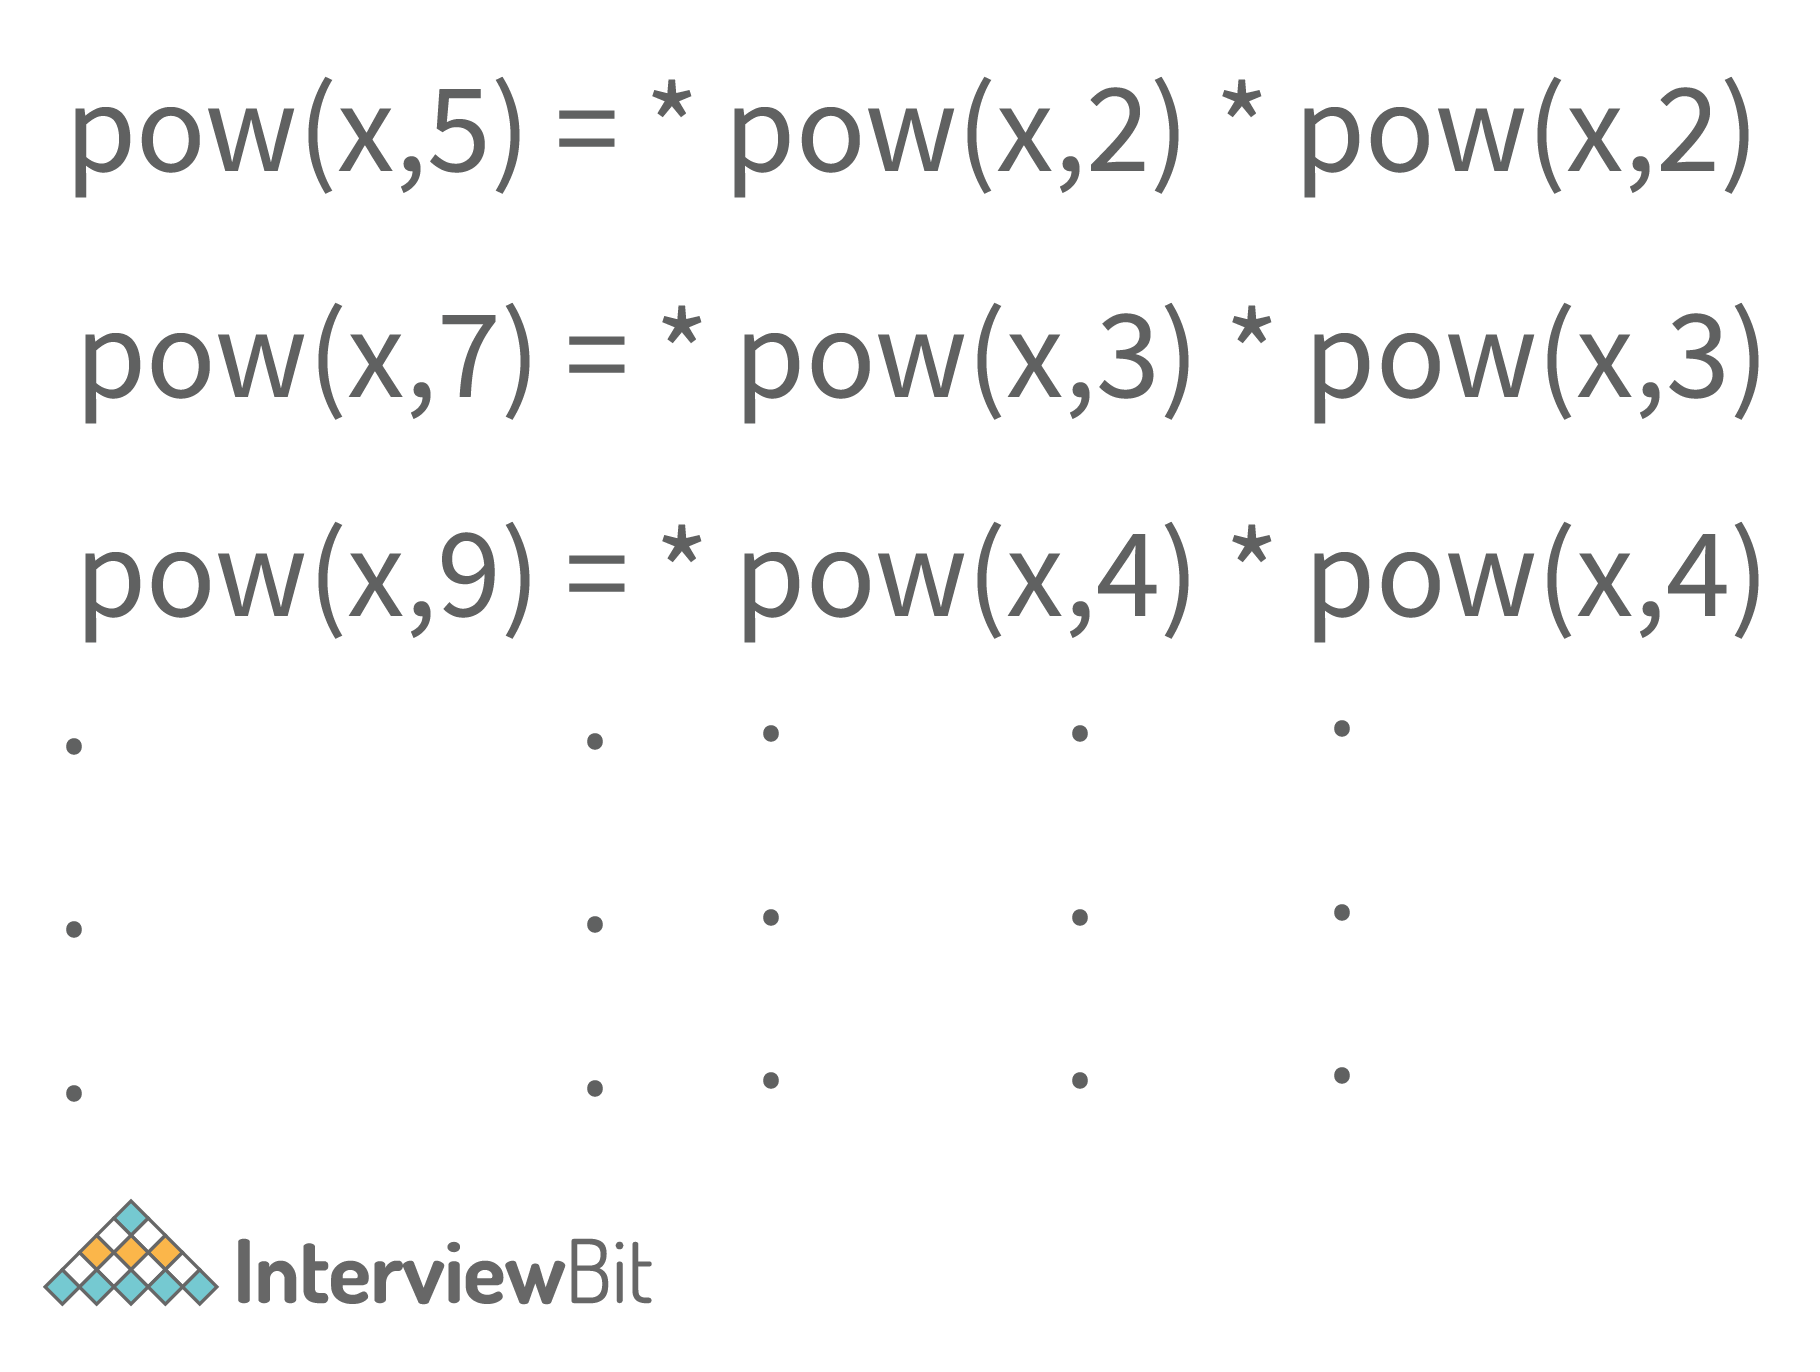 pow(x,5) = * pow(x,2) * pow(x,2)
pow(x,7) = * pow(x,3) * pow(x,3)
pow(x,9) = * pow(x,4) * pow(x,4)
. . . . .
. . . . .
. . . . .
InterviewBit